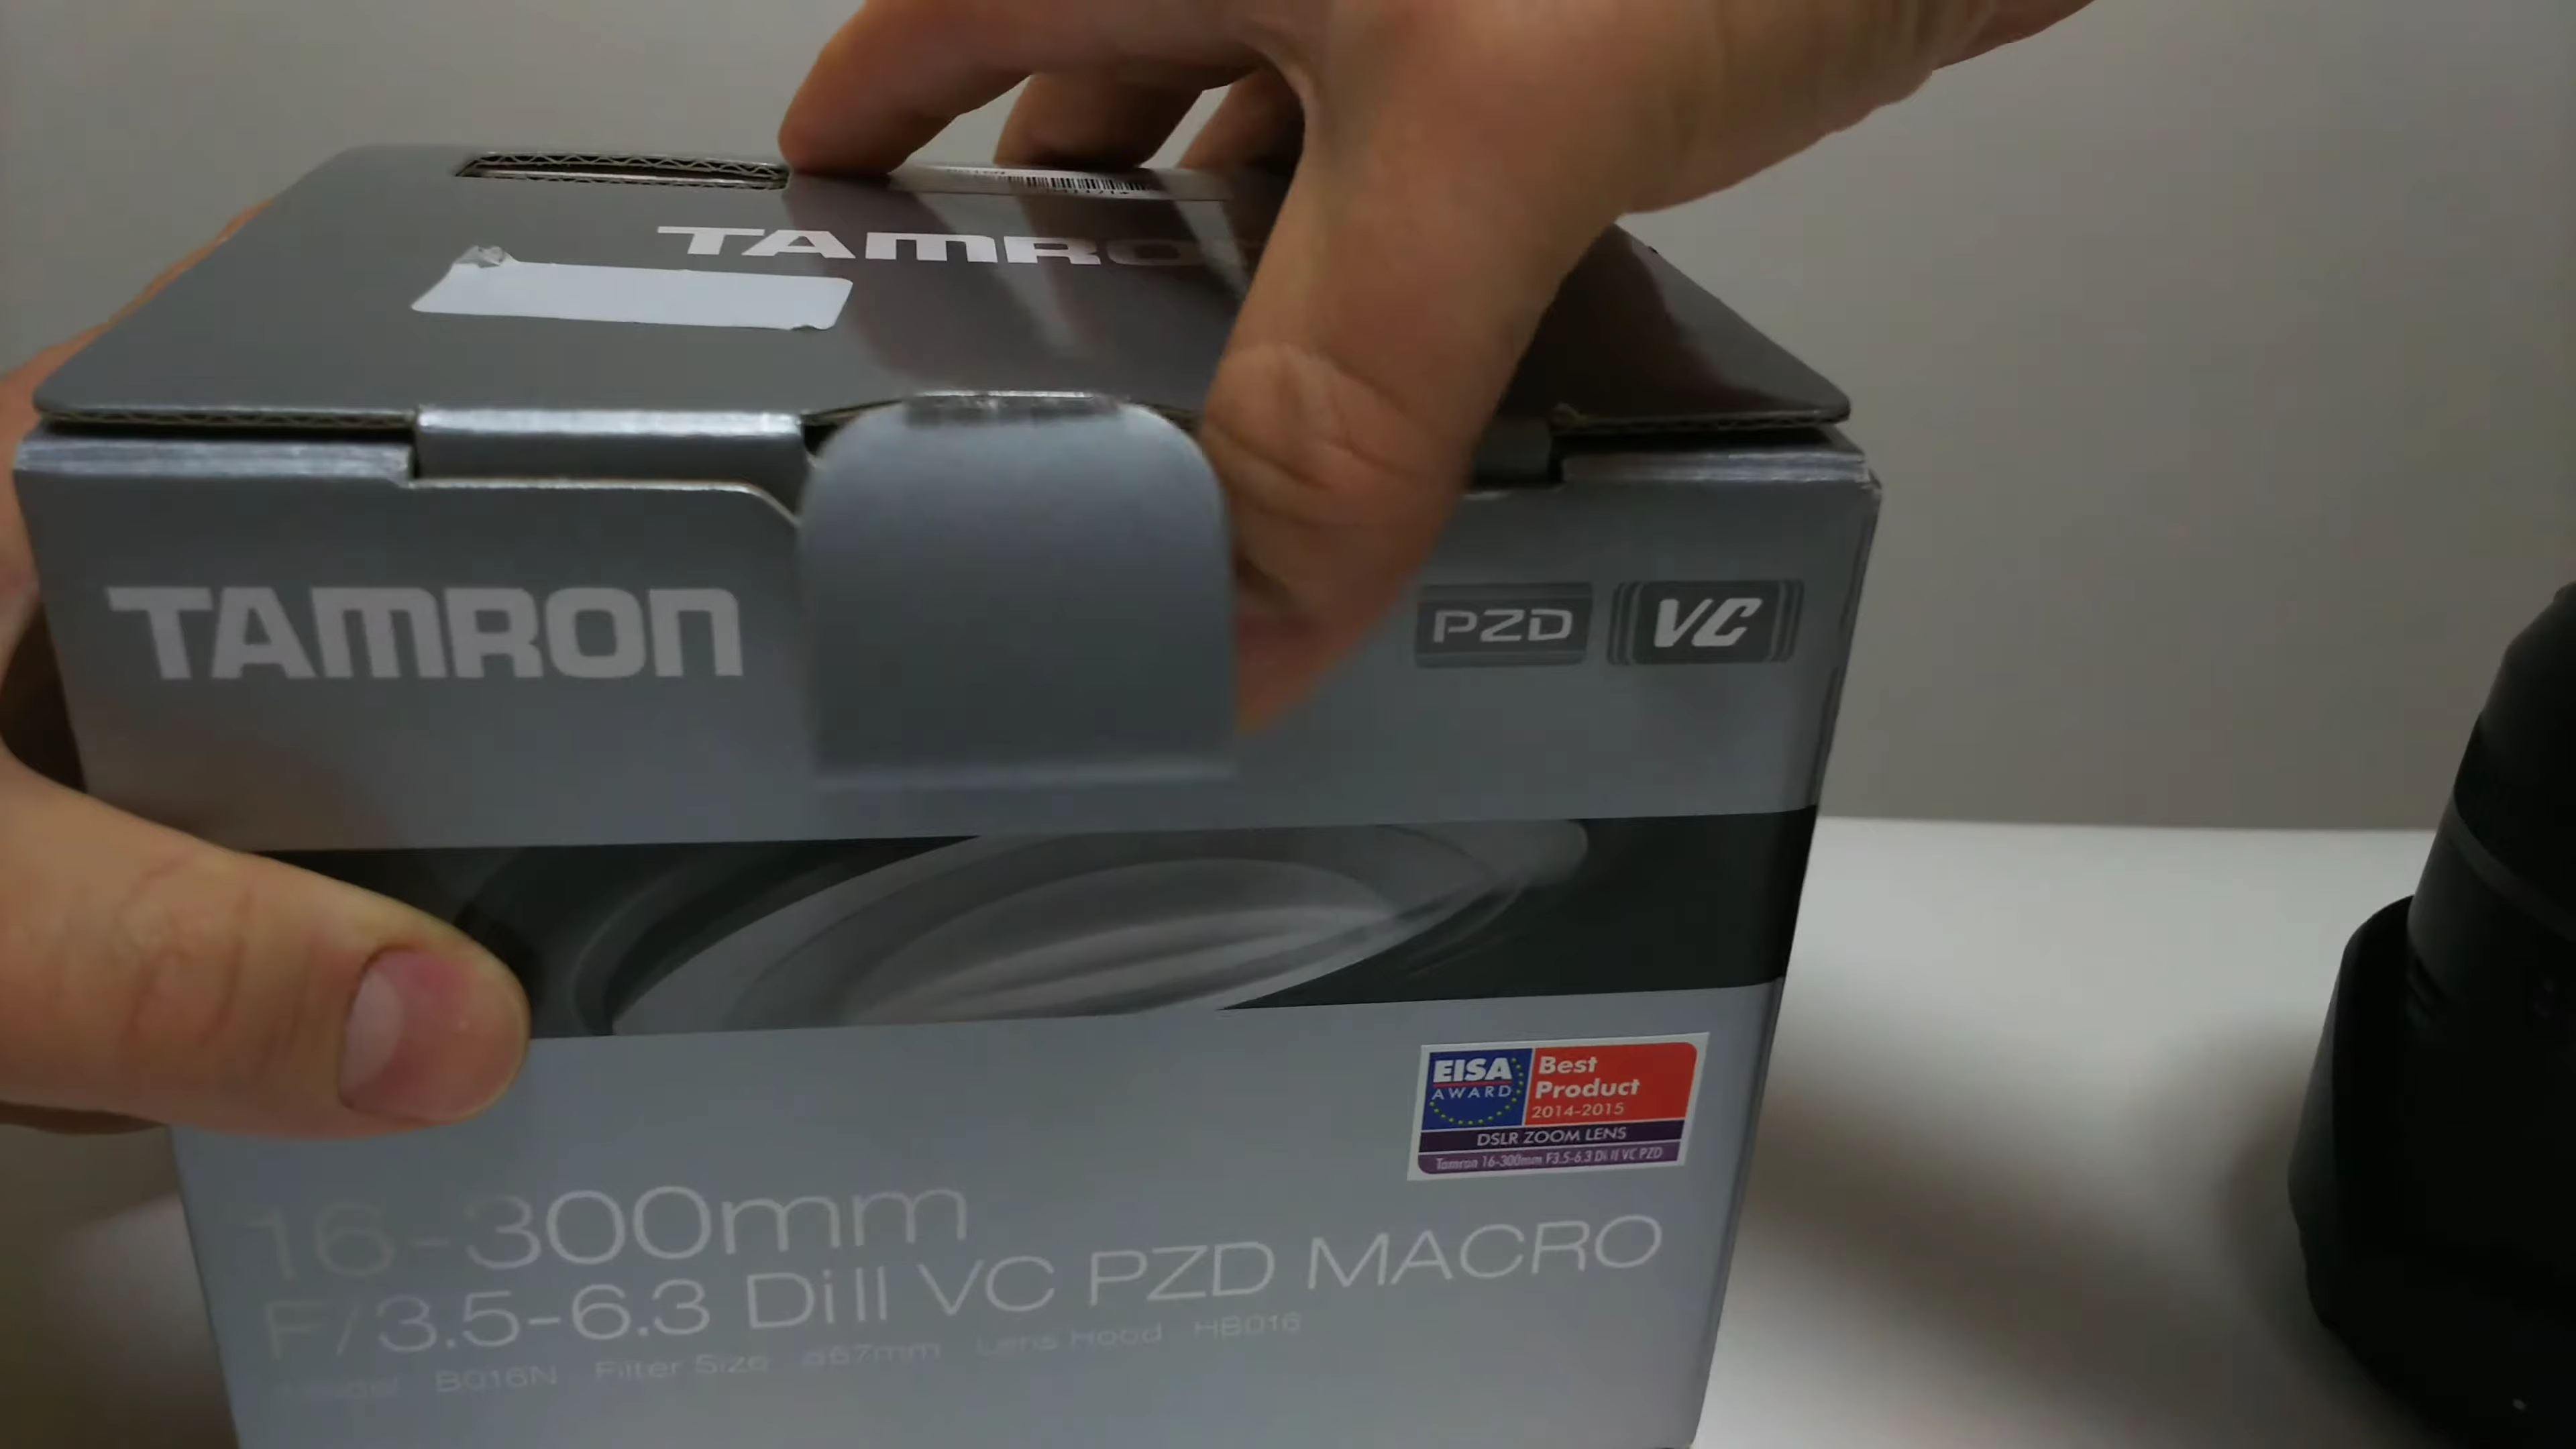 TAMRO
TAMRON
PZD
VC
EISA
AWARD
Best
Product
2014-2015
DSLR ZOOM LENS
Tamron 16-300mm F3.5-6.3 Di II VC PZD
16-300mm
F/3.5-6.3 Di II VC PZD MACRO
Model B016N Filter Size ø67mm Lens Hood HB016